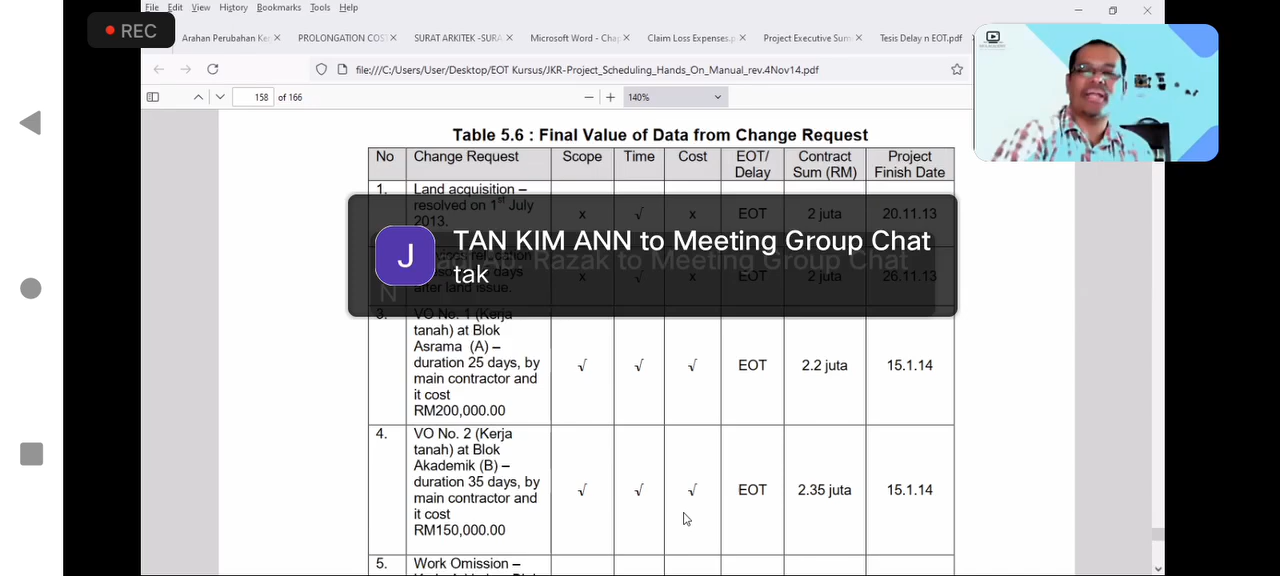 File Edit View History Bookmarks Tools Help
REC
Arahan Perubahan Ke
PROLONGATION COS
SURAT ARKITEK -SURA
Microsoft Word - Chap
Claim Loss Expenses.p
Project Executive Sum
Tesis Delay n EOT.pdf
file:///C:/Users/User/Desktop/EOT Kursus/JKR-Project_Scheduling_Hands_On_Manual_rev.4Nov14.pdf
158 of 166
140%
Table 5.6 : Final Value of Data from Change Request
No Change Request Scope Time Cost EOT/ Delay Contract Sum (RM) Project Finish Date
1. Land acquisition –
resolved on 1st July
2013.
x √ x EOT 2 juta 20.11.13
J
TAN KIM ANN to Meeting Group Chat
tak
Razak to Meeting Group Chat
N
days
after land issue.
x √ x EOT 2 juta 26.11.13
3. VO No. 1 (Kerja
tanah) at Blok
Asrama (A) –
duration 25 days, by
main contractor and
it cost
RM200,000.00
√ √ √ EOT 2.2 juta 15.1.14
4. VO No. 2 (Kerja
tanah) at Blok
Akademik (B) –
duration 35 days, by
main contractor and
it cost
RM150,000.00
√ √ √ EOT 2.35 juta 15.1.14
5. Work Omission –